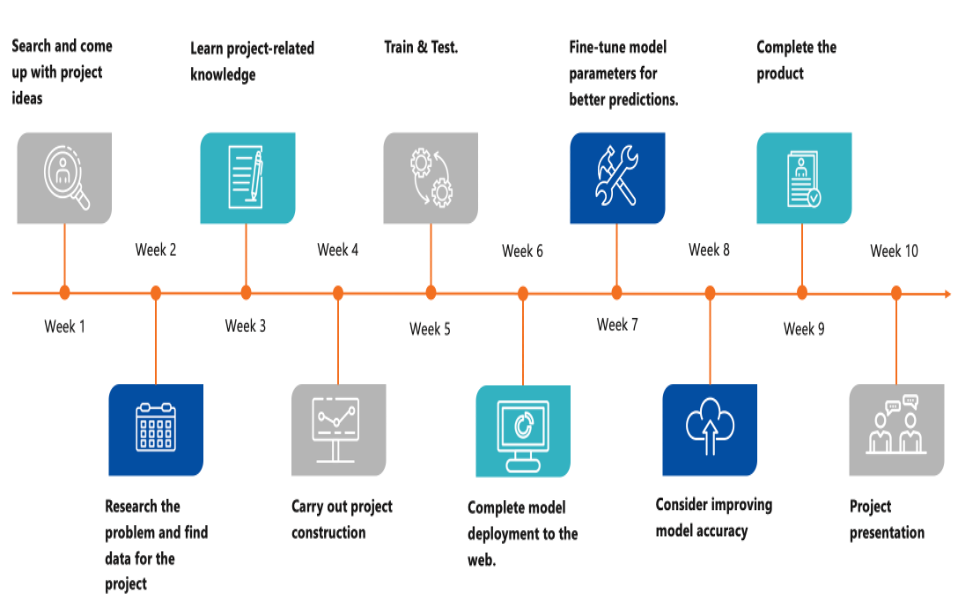 Search and come
up with project
ideas
Learn project-related
knowledge
Train & Test.
Fine-tune model
parameters for
better predictions.
Complete the
product
Week 2
Week 4
Week 6
Week 8
Week 10
Week 1
Week 3
Week 5
Week 7
Week 9
Research the
problem and find
data for the
project
Carry out project
construction
Complete model
deployment to the
web.
Consider improving
model accuracy
Project
presentation